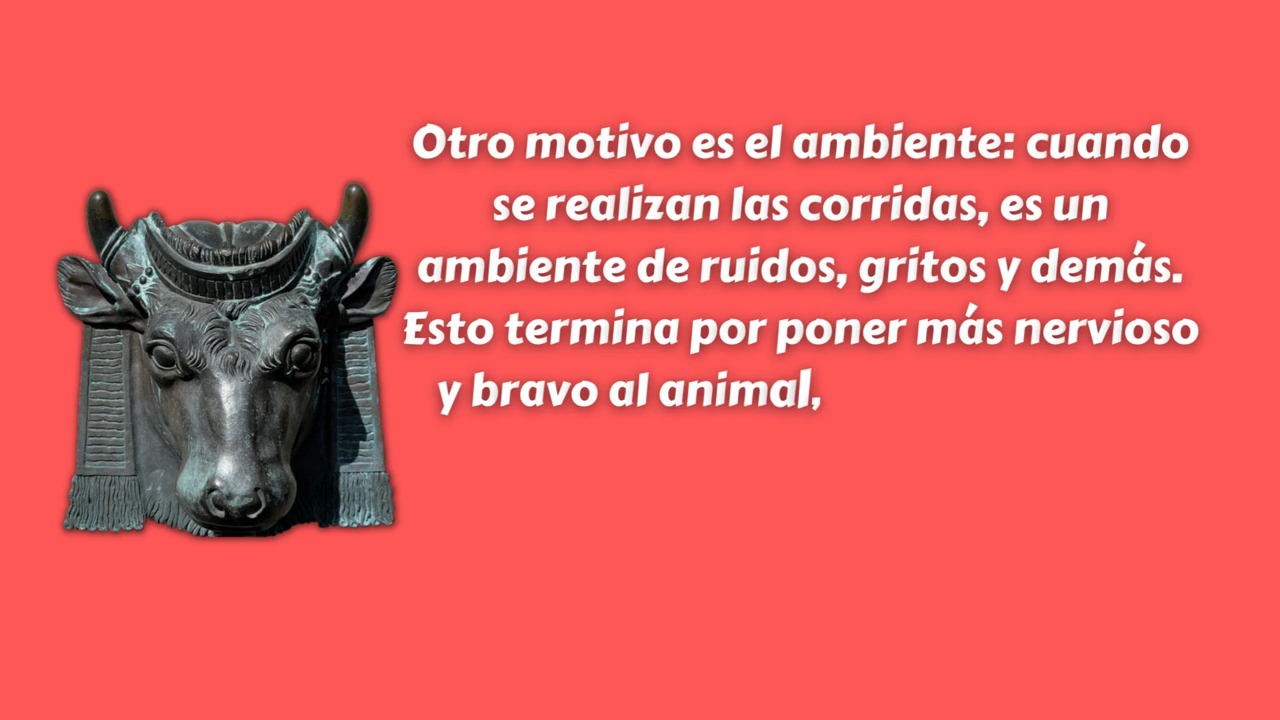 Otro motivo es el ambiente: cuando
se realizan las corridas, es un
ambiente de ruidos, gritos y demás.
Esto termina por poner más nervioso
y bravo al animal,